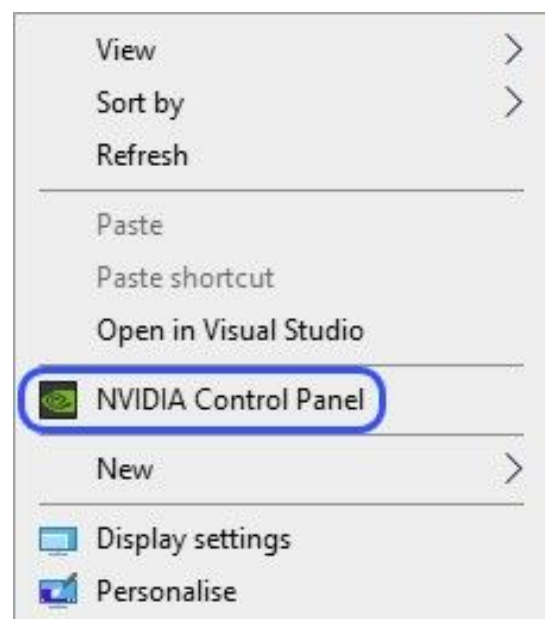 View
Sort by
Refresh
Paste
Paste shortcut
Open in Visual Studio
NVIDIA Control Panel
New
Display settings
Personalise